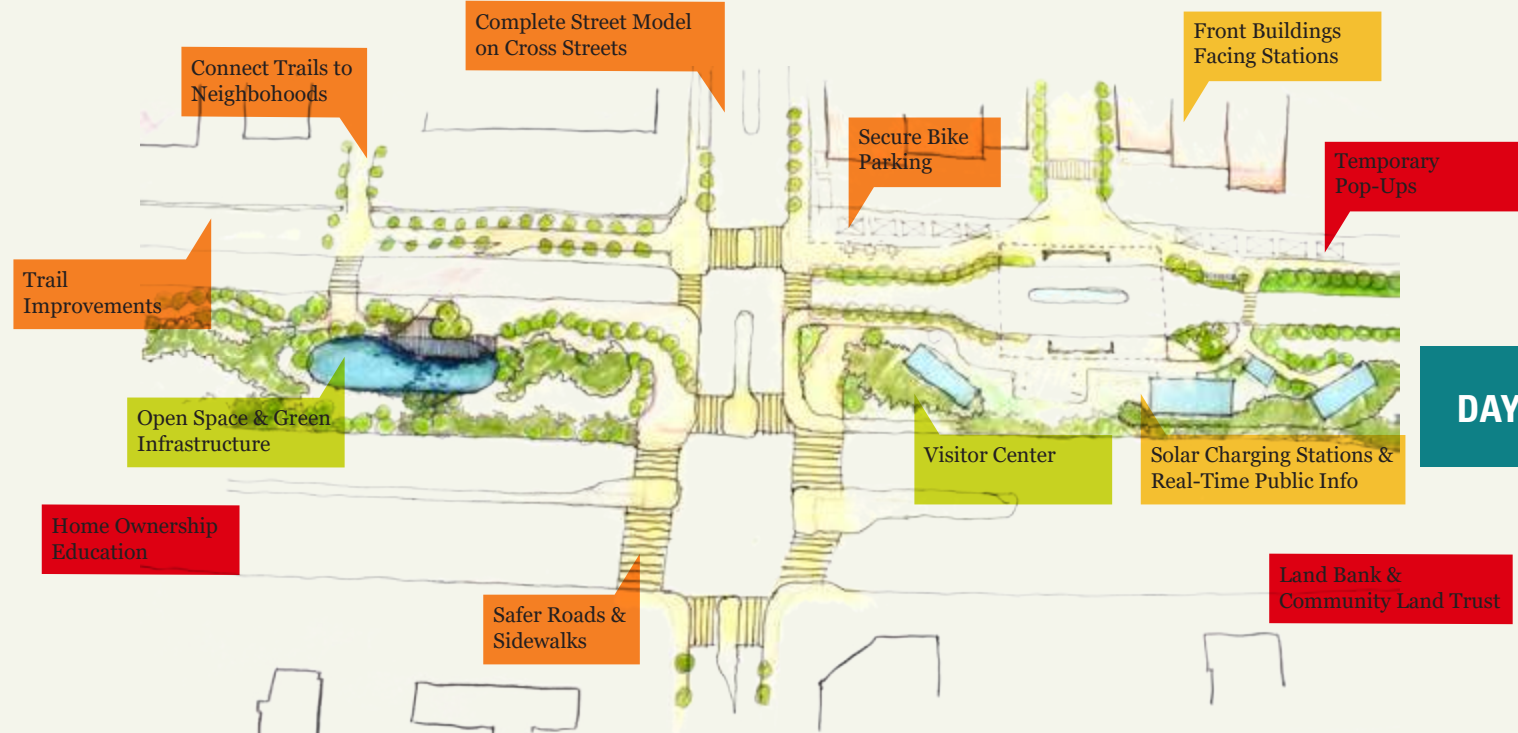 Complete Street Model
on Cross Streets
Front Buildings
Facing Stations
Connect Trails to
Neighbohoods
Secure Bike
Parking
Temporary
Pop-Ups
Trail
Improvements
DAY
Open Space & Green
Infrastructure
Visitor Center
Solar Charging Stations &
Real-Time Public Info
Home Ownership
Education
Land Bank &
Community Land Trust
Safer Roads &
Sidewalks